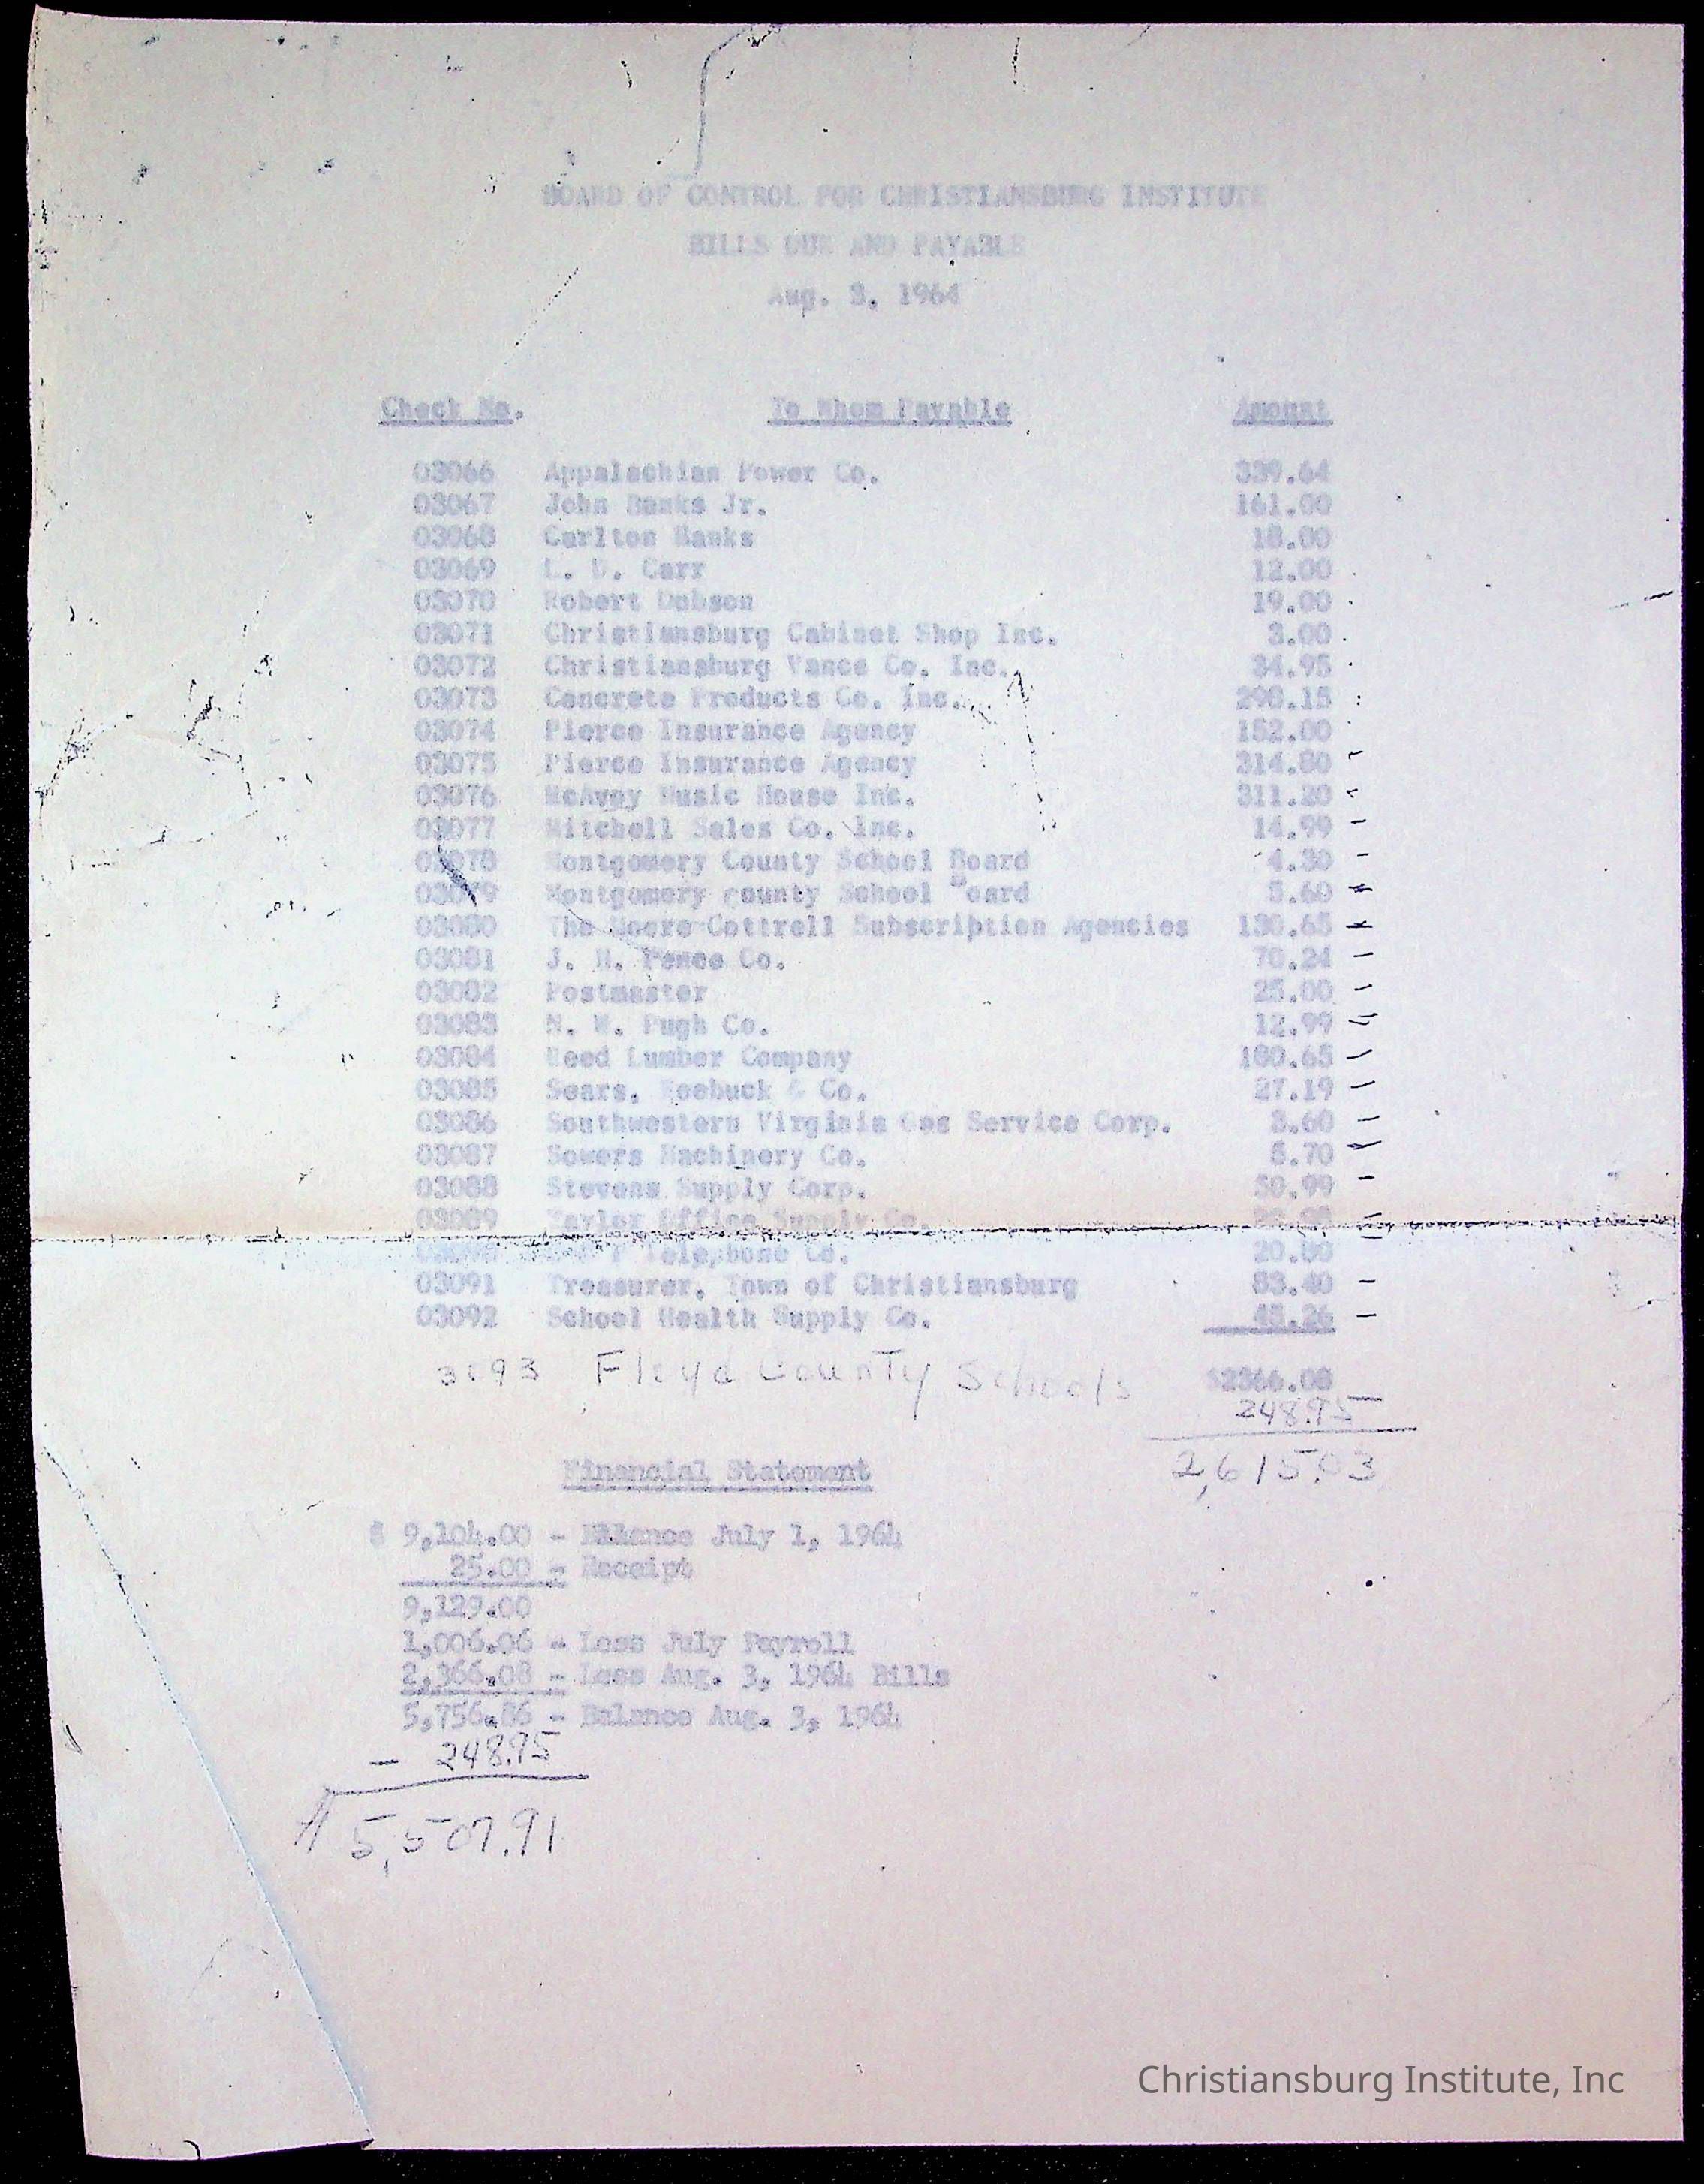 BOARD OF CONTROL FOR CHRISTIANSBURG INSTITUTE
BILLS DUE AND PAYABLE
Aug. 3, 1964
Check No. To Whom Payable Amount
03066 Appalachian Power Co. 339.64
03067 John Banks Jr. 161.00
03068 Carlton Banks 18.00
03069 L. D. Carr 12.00
03070 Robert Dobson 19.00
03071 Christiansburg Cabinet Shop Inc. 3.00
03072 Christiansburg Vance Co. Inc. 34.95
03073 Concrete Products Co. Inc. 298.15
03074 Pierce Insurance Agency 152.00
03075 Pierce Insurance Agency 314.80
03076 McAvoy Music House Inc. 311.20
03077 Mitchell Sales Co. Inc. 14.99
03078 Montgomery County School Board 4.30
03079 Montgomery county School Board 5.60
03080 The Moore-Cottrell Subscription Agencies 130.65
03081 J. H. Pence Co. 70.24
03082 Postmaster 25.00
03083 N. W. Pugh Co. 12.99
03084 Reed Lumber Company 180.65
03085 Sears, Roebuck & Co. 27.19
03086 Southwestern Virginia Gas Service Corp. 3.60
03087 Sowers Machinery Co. 5.70
03088 Stevens Supply Corp. 50.99
03089 Taylor Office Supply Co.
Telephone Co. 20.80
03091 Treasurer, Town of Christiansburg 83.40
03092 School Health Supply Co. 45.26
3093 Floyd County Schools $2366.08
248.95
2,615.03
Financial Statement
$ 9,104.00 - Balance July 1, 1964
25.00 - Receipt
9,129.00
1,006.06 - Less July Payroll
2,366.08 - Less Aug. 3, 1964 Bills
5,756.86 - Balance Aug. 3, 1964
- 248.95
5,507.91
Christiansburg Institute, Inc